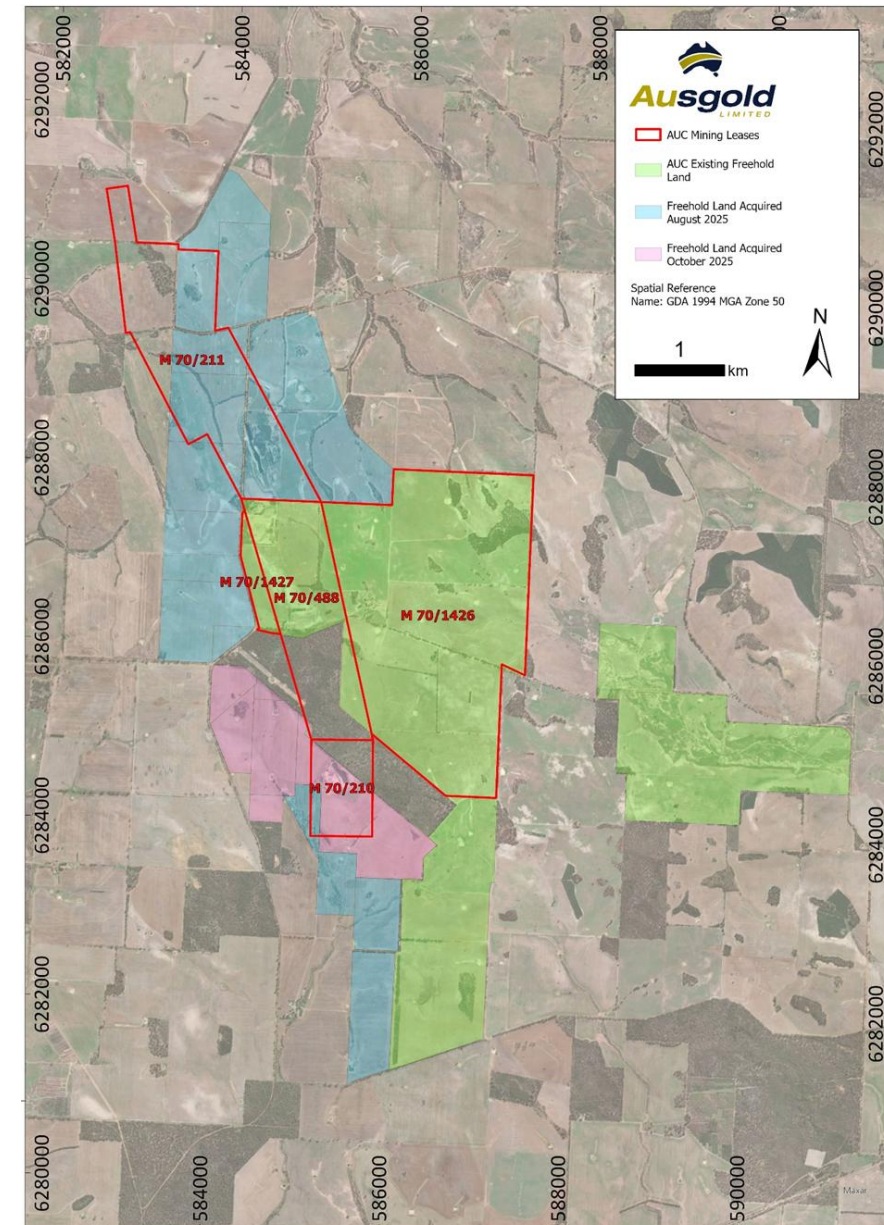 582000
584000
586000
588000
6292000
6292000
Ausgold
LIMITED
AUC Mining Leases
AUC Existing Freehold
Land
Freehold Land Acquired
August 2025
Freehold Land Acquired
October 2025
Spatial Reference
Name: GDA 1994 MGA Zone 50
N
1
km
6290000
6290000
M 70/211
6288000
6288000
M 70/1427
M 70/488
M 70/1426
6286000
6286000
M 70/210
6284000
6284000
6282000
6282000
6280000
584000
586000
588000
590000
Maxar